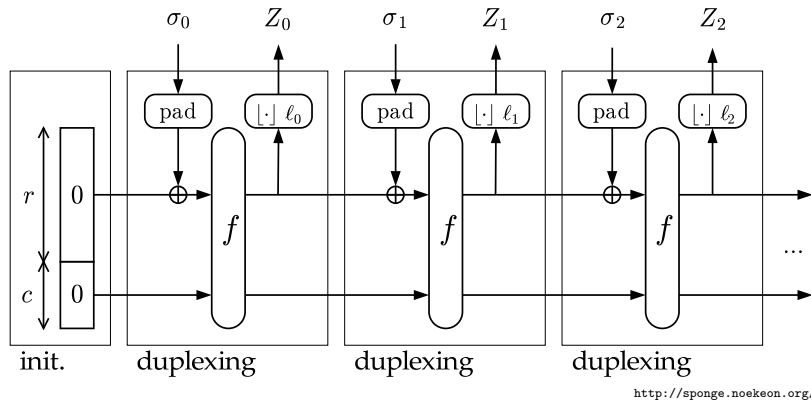 σ₀ Z₀ σ₁ Z₁ σ₂ Z₂
pad ⌊·⌋ ℓ₀ pad ⌊·⌋ ℓ₁ pad ⌊·⌋ ℓ₂
r 0
f f f
...
c 0
init. duplexing duplexing duplexing
http://sponge.noekeon.org/